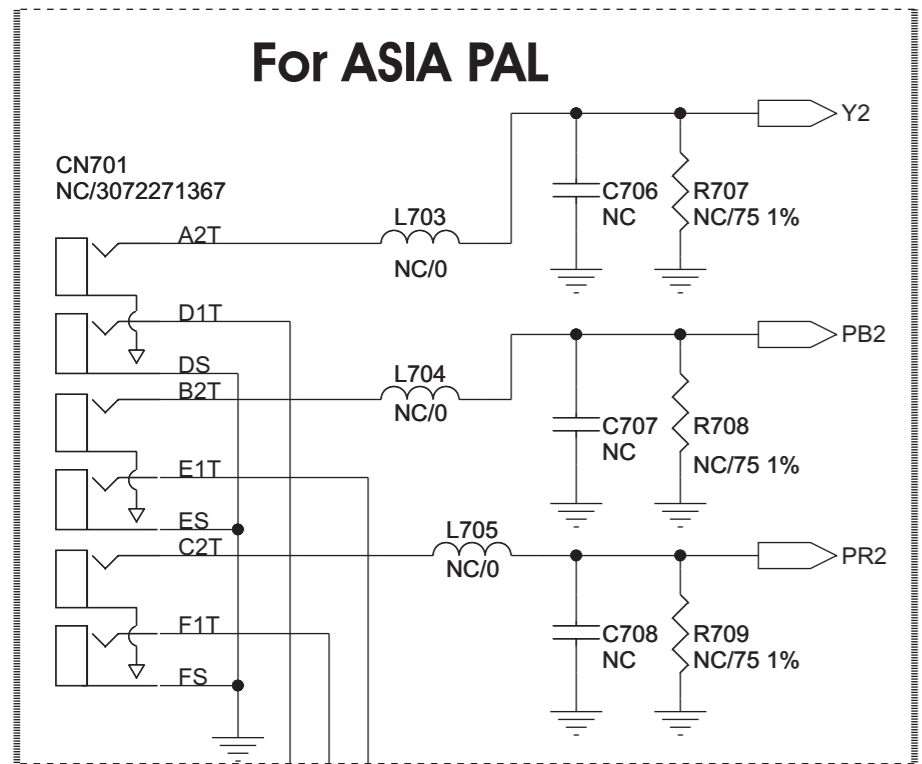 For ASIA PAL
Y2
CN701
NC/3072271367
C706
NC
R707
NC/75 1%
A2T
L703
NC/0
D1T
PB2
DS
B2T
L704
NC/0
C707
NC
R708
NC/75 1%
E1T
ES
C2T
L705
NC/0
PR2
F1T
C708
NC
R709
NC/75 1%
FS